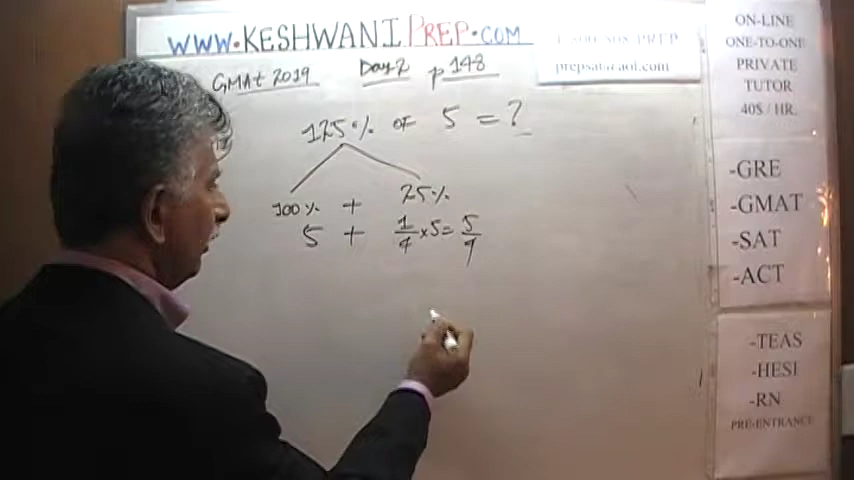 WWW.KESHWANI PREP.COM
GMAt 2019 Day 2 p 148
125% OF 5 = ?
100% + 25%
5 + 1/4 x 5 = 5/4
prepsat@aol.com
ON-LINE
ONE-TO-ONE
PRIVATE
TUTOR
40$ / HR.
-GRE
-GMAT
-SAT
-ACT
-TEAS
-HESI
-RN
PRE-ENTRANCE